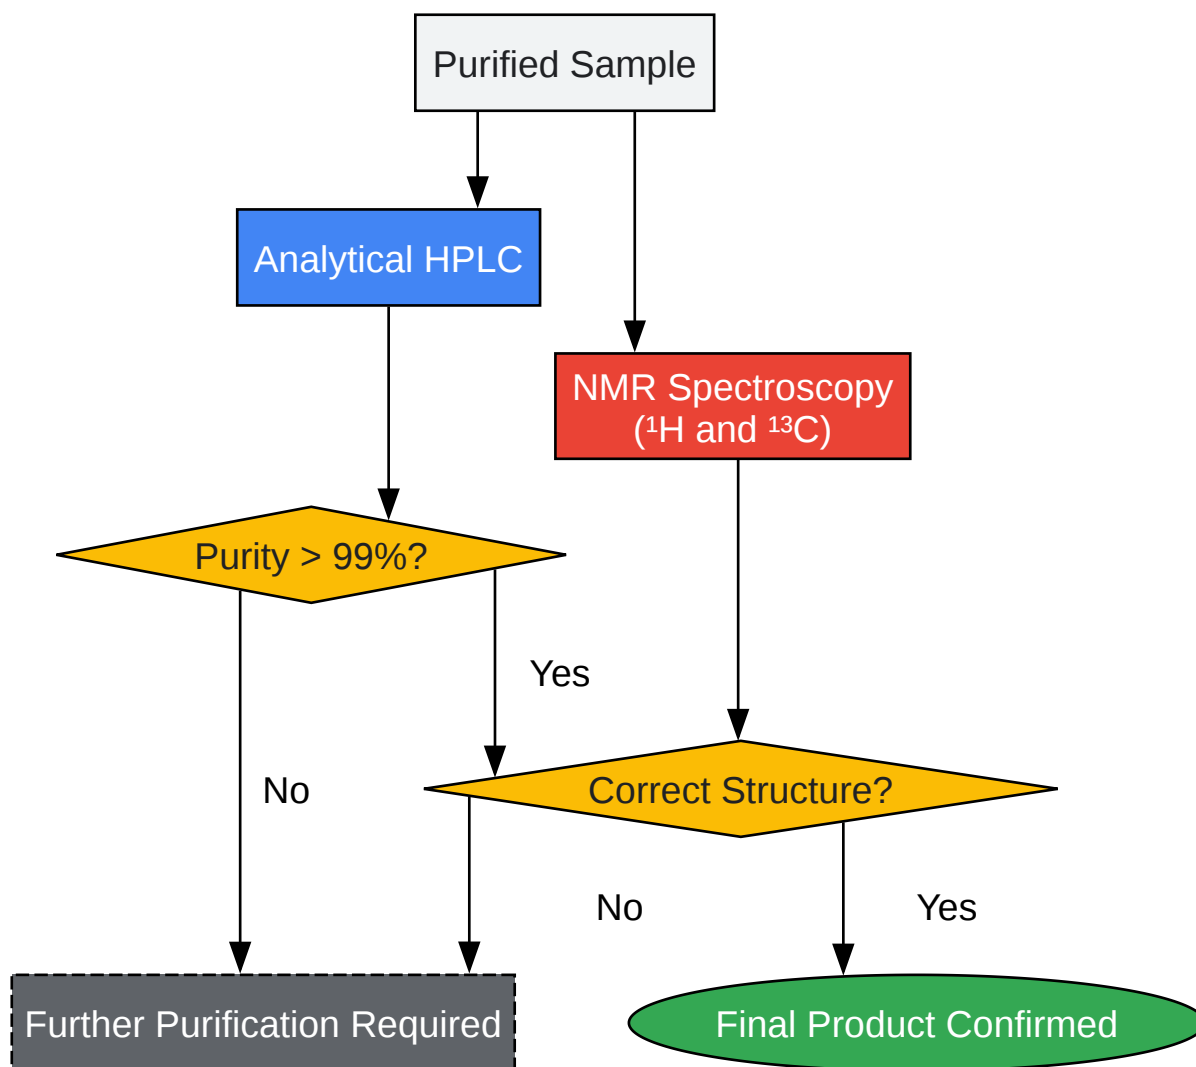 Purified Sample
Analytical HPLC
NMR Spectroscopy
(¹H and ¹³C)
Purity > 99%?
Yes
No
Correct Structure?
No
Yes
Further Purification Required
Final Product Confirmed